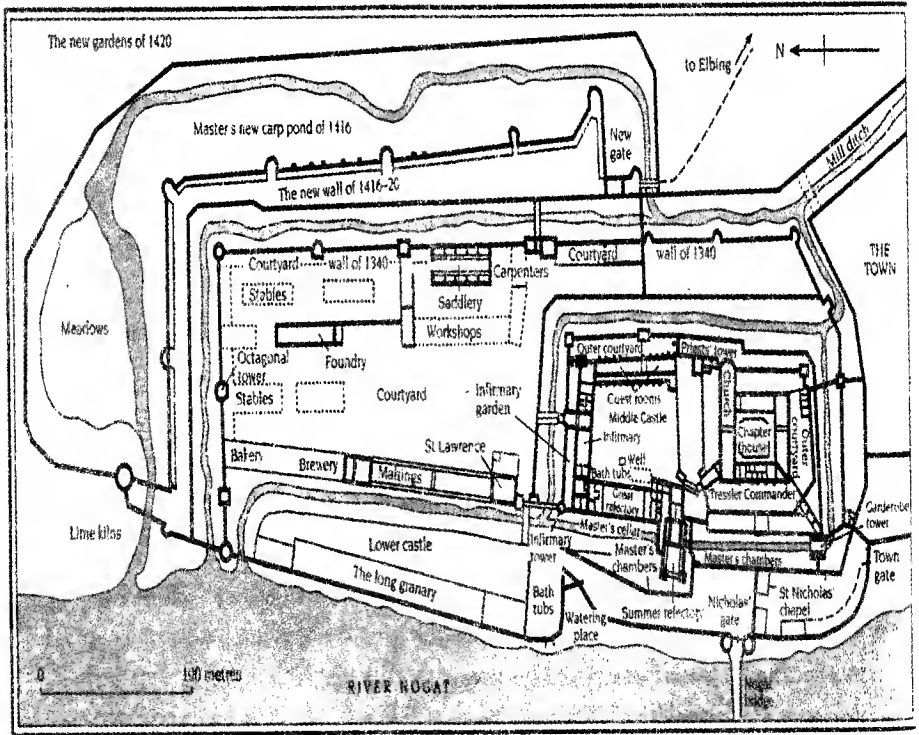 The new gardens of 1420
to Elbing
N
Master's new carp pond of 1416
New
gate
Mill ditch
The new wall of 1416–20
THE
TOWN
Courtyard
wall of 1340
Carpenters
Courtyard
wall of 1340
Stables
Saddlery
Meadows
Workshops
Foundry
Octagonal
tower
Outer courtyard
Priests' tower
Stables
Courtyard
Infirmary
garden
Guest rooms
Middle Castle
Church
Chapter
house
Outer
courtyard
Infirmary
St Lawrence
Well
Bakery
Brewery
Maltings
Bath tubs
Great
refectory
Tressler Commander
Garderobe
tower
Master's cellar
Lime kilns
Infirmary
tower
Lower castle
Master's
chambers
Master's chambers
Town
gate
The long granary
Bath
tubs
Watering
place
Summer refectory
Nicholas'
gate
St Nicholas'
chapel
0
100 metres
RIVER NOGAT
Nogat
bridge